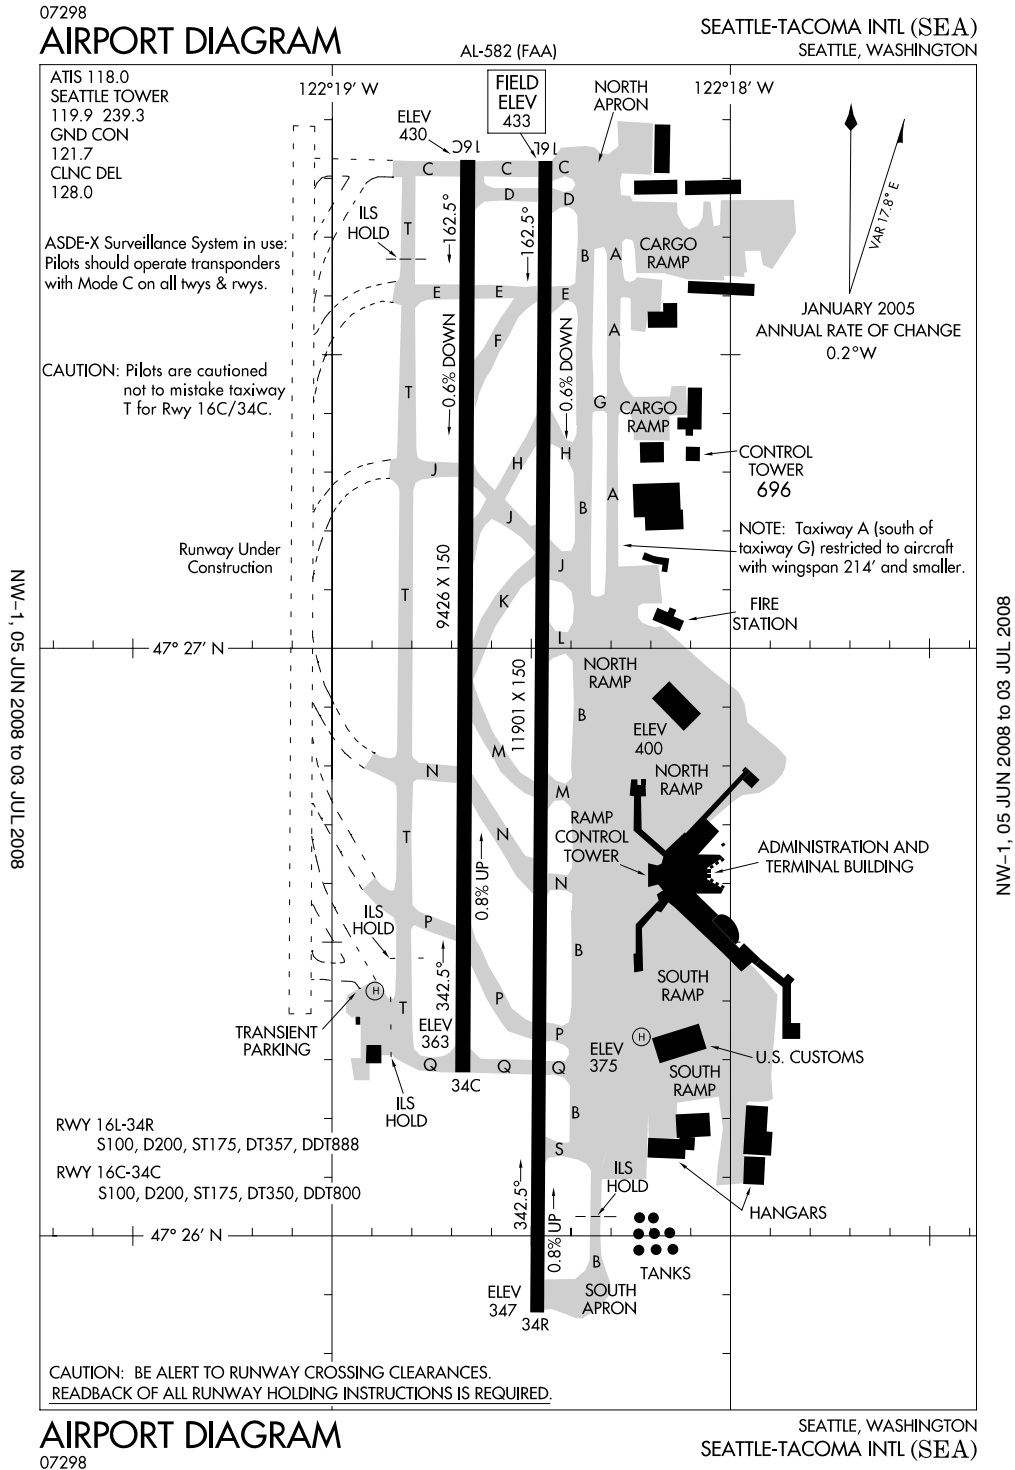 07298
AIRPORT DIAGRAM
AL-582 (FAA)
SEATTLE-TACOMA INTL (SEA)
SEATTLE, WASHINGTON
ATIS 118.0
SEATTLE TOWER
119.9 239.3
GND CON
121.7
CLNC DEL
128.0
122°19' W
122°18' W
FIELD
ELEV
433
ELEV
430
NORTH
APRON
16C
16L
C
C
C
D
D
162.5°
162.5°
ILS
HOLD
T
B
A
CARGO
RAMP
VAR 17.8° E
JANUARY 2005
ANNUAL RATE OF CHANGE
0.2°W
ASDE-X Surveillance System in use:
Pilots should operate transponders
with Mode C on all twys & rwys.
E
E
E
F
A
0.6% DOWN
0.6% DOWN
CAUTION: Pilots are cautioned
not to mistake taxiway
T for Rwy 16C/34C.
T
G
CARGO
RAMP
H
H
J
CONTROL
TOWER
696
A
B
J
NOTE: Taxiway A (south of
taxiway G) restricted to aircraft
with wingspan 214' and smaller.
Runway Under
Construction
9426 X 150
J
T
K
FIRE
STATION
L
47° 27' N
NORTH
RAMP
11901 X 150
B
ELEV
400
M
N
NORTH
RAMP
M
RAMP
CONTROL
TOWER
T
N
0.8% UP
ADMINISTRATION AND
TERMINAL BUILDING
N
ILS
HOLD
P
B
342.5°
SOUTH
RAMP
H
T
P
TRANSIENT
PARKING
ELEV
363
P
H
ELEV
375
U.S. CUSTOMS
Q
Q
Q
SOUTH
RAMP
34C
ILS
HOLD
B
RWY 16L-34R
S100, D200, ST175, DT357, DDT888
S
RWY 16C-34C
S100, D200, ST175, DT350, DDT800
342.5°
ILS
HOLD
HANGARS
0.8% UP
47° 26' N
B
TANKS
ELEV
347
SOUTH
APRON
34R
CAUTION: BE ALERT TO RUNWAY CROSSING CLEARANCES.
READBACK OF ALL RUNWAY HOLDING INSTRUCTIONS IS REQUIRED.
AIRPORT DIAGRAM
07298
SEATTLE, WASHINGTON
SEATTLE-TACOMA INTL (SEA)
NW-1, 05 JUN 2008 to 03 JUL 2008
NW-1, 05 JUN 2008 to 03 JUL 2008